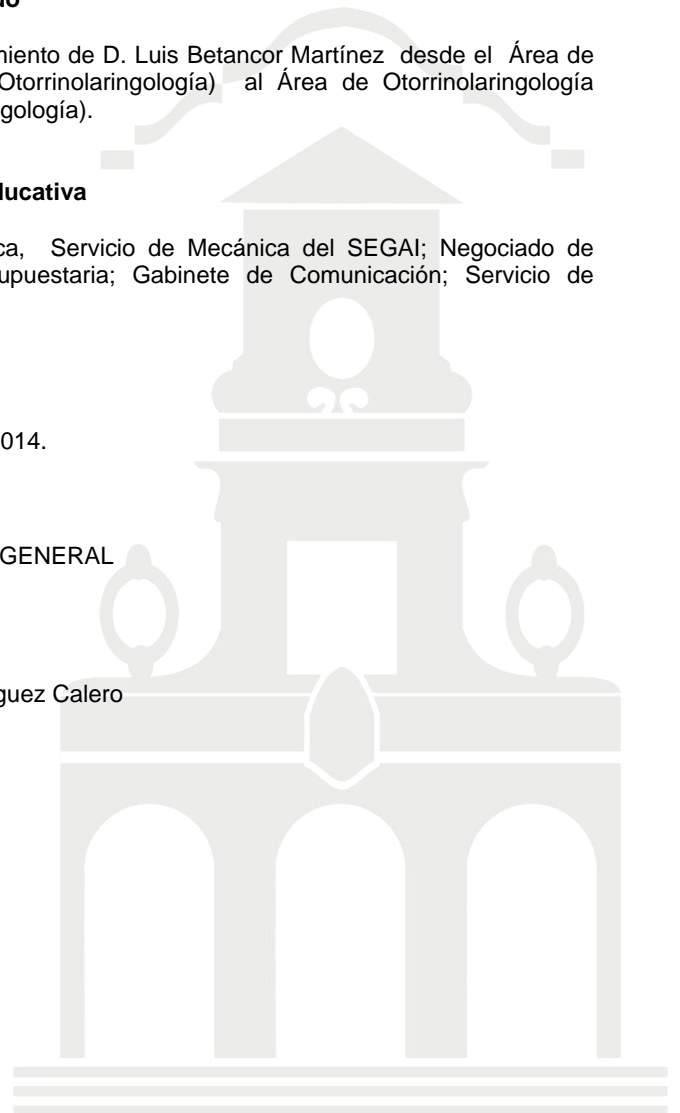 miento de D. Luis Betancor Martínez desde el Área de
Otorrinolaringología) al Área de Otorrinolaringología
ngología).
ducativa
ca, Servicio de Mecánica del SEGAI; Negociado de
upuestaria; Gabinete de Comunicación; Servicio de
014.
GENERAL
guez Calero